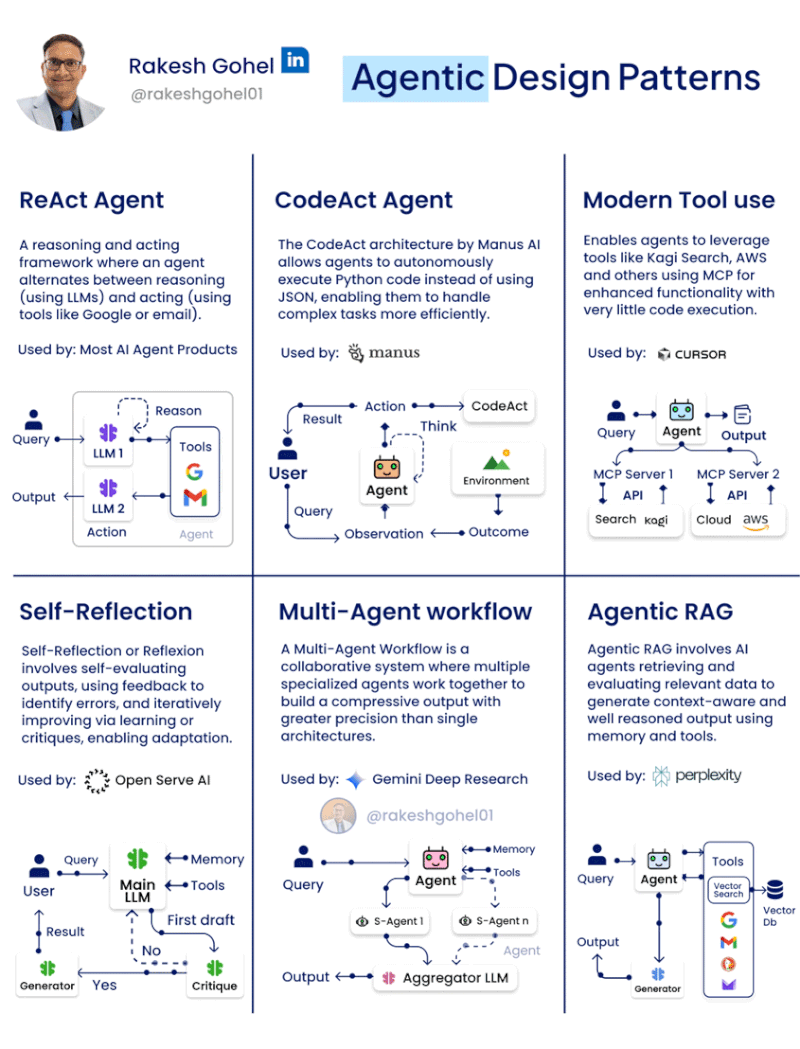 Rakesh Gohel in
@rakeshgohel01
Agentic Design Patterns
ReAct Agent
A reasoning and acting
framework where an agent
alternates between reasoning
(using LLMs) and acting (using
tools like Google or email).
Used by: Most AI Agent Products
Query
LLM 1
Reason
Tools
G
Output
LLM 2
Action
Agent
CodeAct Agent
The CodeAct architecture by Manus AI
allows agents to autonomously
execute Python code instead of using
JSON, enabling them to handle
complex tasks more efficiently.
Used by: manus
Action
CodeAct
Result
Think
User
Agent
Environment
Query
Observation
Outcome
Modern Tool use
Enables agents to leverage
tools like Kagi Search, AWS
and others using MCP for
enhanced functionality with
very little code execution.
Used by: CURSOR
Query
Agent
Output
MCP Server 1
MCP Server 2
API
API
Search kagi
Cloud aws
Self-Reflection
Self-Reflection or Reflexion
involves self-evaluating
outputs, using feedback to
identify errors, and iteratively
improving via learning or
critiques, enabling adaptation.
Used by: Open Serve AI
Query
User
Main
LLM
Memory
Tools
First draft
Result
No
Generator
Yes
Critique
Multi-Agent workflow
A Multi-Agent Workflow is a
collaborative system where multiple
specialized agents work together to
build a compressive output with
greater precision than single
architectures.
Used by: Gemini Deep Research
@rakeshgohel01
Query
Agent
Memory
Tools
S-Agent 1
S-Agent n
Agent
Output
Aggregator LLM
Agentic RAG
Agentic RAG involves AI
agents retrieving and
evaluating relevant data to
generate context-aware and
well reasoned output using
memory and tools.
Used by: perplexity
Query
Agent
Tools
Vector
Search
G
Vector
Db
Output
Generator